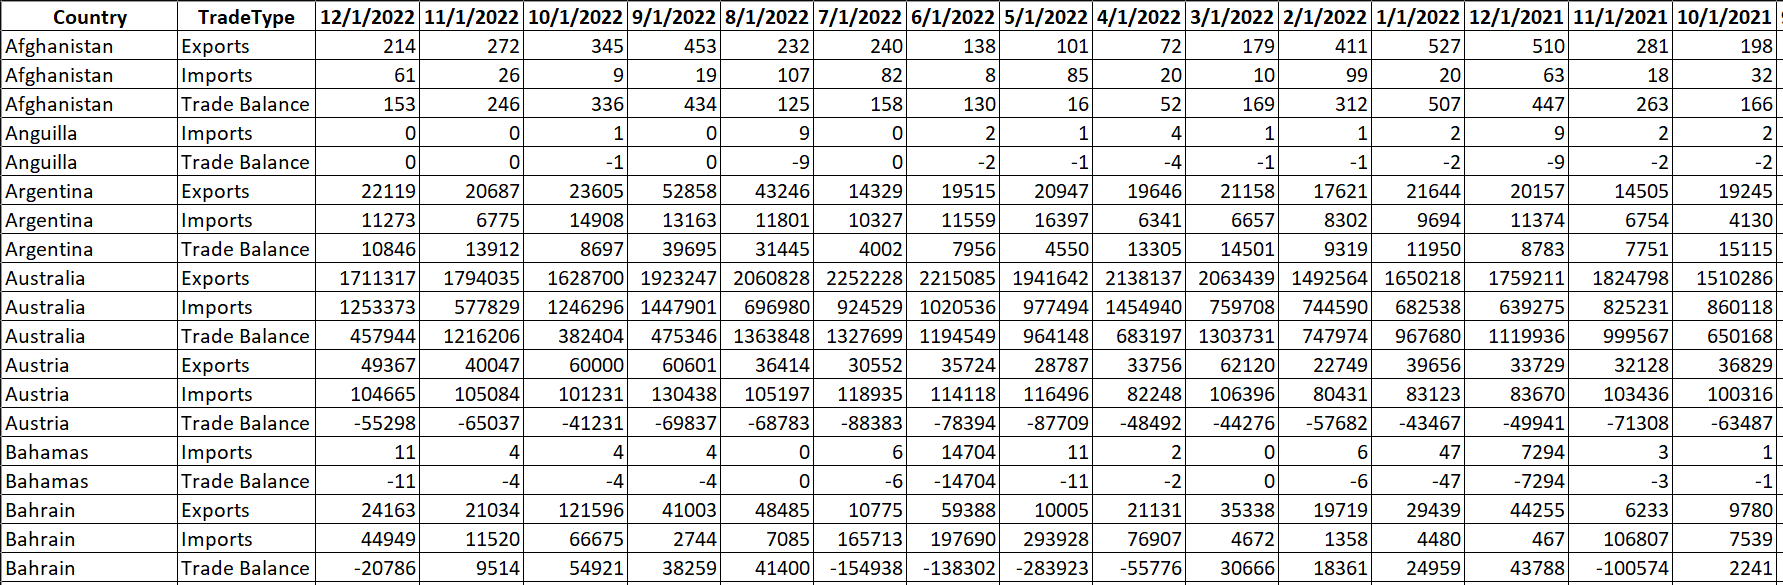 Country TradeType 12/1/2022 11/1/2022 10/1/2022 9/1/2022 8/1/2022 7/1/2022 6/1/2022 5/1/2022 4/1/2022 3/1/2022 2/1/2022 1/1/2022 12/1/2021 11/1/2021 10/1/2021
Afghanistan Exports 214 272 345 453 232 240 138 101 72 179 411 527 510 281 198
Afghanistan Imports 61 26 9 19 107 82 8 85 20 10 99 20 63 18 32
Afghanistan Trade Balance 153 246 336 434 125 158 130 16 52 169 312 507 447 263 166
Anguilla Imports 0 0 1 0 9 0 2 1 4 1 1 2 9 2 2
Anguilla Trade Balance 0 0 -1 0 -9 0 -2 -1 -4 -1 -1 -2 -9 -2 -2
Argentina Exports 22119 20687 23605 52858 43246 14329 19515 20947 19646 21158 17621 21644 20157 14505 19245
Argentina Imports 11273 6775 14908 13163 11801 10327 11559 16397 6341 6657 8302 9694 11374 6754 4130
Argentina Trade Balance 10846 13912 8697 39695 31445 4002 7956 4550 13305 14501 9319 11950 8783 7751 15115
Australia Exports 1711317 1794035 1628700 1923247 2060828 2252228 2215085 1941642 2138137 2063439 1492564 1650218 1759211 1824798 1510286
Australia Imports 1253373 577829 1246296 1447901 696980 924529 1020536 977494 1454940 759708 744590 682538 639275 825231 860118
Australia Trade Balance 457944 1216206 382404 475346 1363848 1327699 1194549 964148 683197 1303731 747974 967680 1119936 999567 650168
Austria Exports 49367 40047 60000 60601 36414 30552 35724 28787 33756 62120 22749 39656 33729 32128 36829
Austria Imports 104665 105084 101231 130438 105197 118935 114118 116496 82248 106396 80431 83123 83670 103436 100316
Austria Trade Balance -55298 -65037 -41231 -69837 -68783 -88383 -78394 -87709 -48492 -44276 -57682 -43467 -49941 -71308 -63487
Bahamas Imports 11 4 4 4 0 6 14704 11 2 0 6 47 7294 3 1
Bahamas Trade Balance -11 -4 -4 -4 0 -6 -14704 -11 -2 0 -6 -47 -7294 -3 -1
Bahrain Exports 24163 21034 121596 41003 48485 10775 59388 10005 21131 35338 19719 29439 44255 6233 9780
Bahrain Imports 44949 11520 66675 2744 7085 165713 197690 293928 76907 4672 1358 4480 467 106807 7539
Bahrain Trade Balance -20786 9514 54921 38259 41400 -154938 -138302 -283923 -55776 30666 18361 24959 43788 -100574 2241